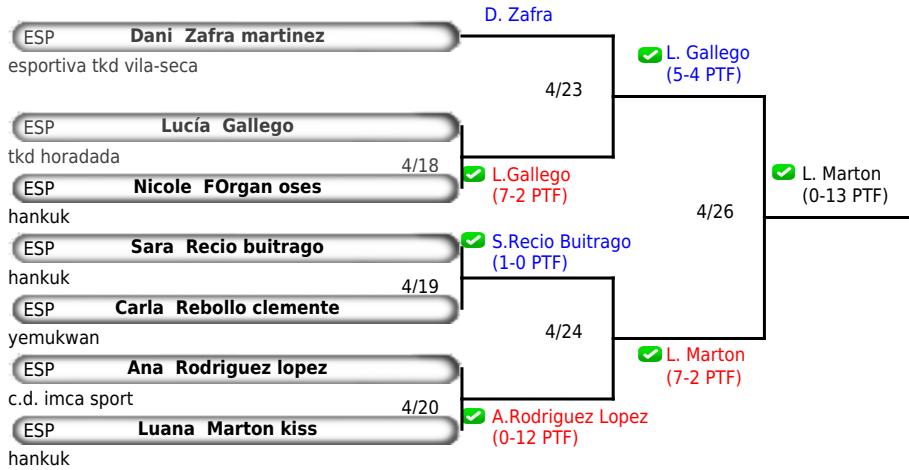 D. Zafra
ESP Dani Zafra martinez
esportiva tkd vila-seca
L. Gallego
(5-4 PTF)
4/23
ESP Lucía Gallego
tkd horadada
4/18
L.Gallego
(7-2 PTF)
ESP Nicole FOrgan oses
hankuk
L. Marton
(0-13 PTF)
4/26
ESP Sara Recio buitrago
hankuk
S.Recio Buitrago
(1-0 PTF)
4/19
ESP Carla Rebollo clemente
yemukwan
4/24
L. Marton
(7-2 PTF)
ESP Ana Rodriguez lopez
c.d. imca sport
4/20
A.Rodriguez Lopez
(0-12 PTF)
ESP Luana Marton kiss
hankuk